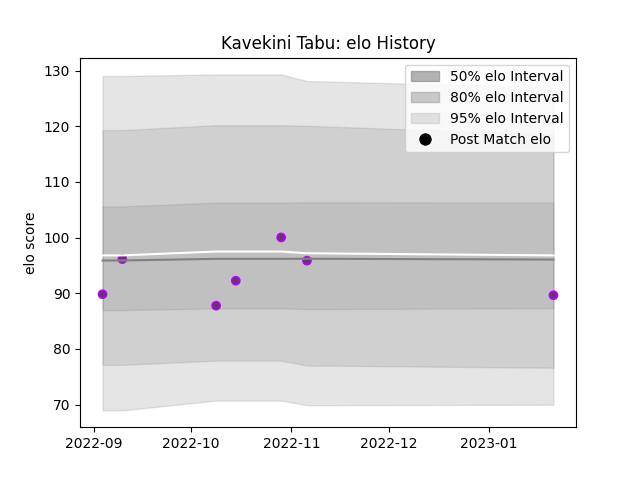 Kavekini Tabu: elo History
130
120
110
100
90
80
70
elo score
50% elo Interval
80% elo Interval
95% elo Interval
Post Match elo
2022-09
2022-10
2022-11
2022-12
2023-01